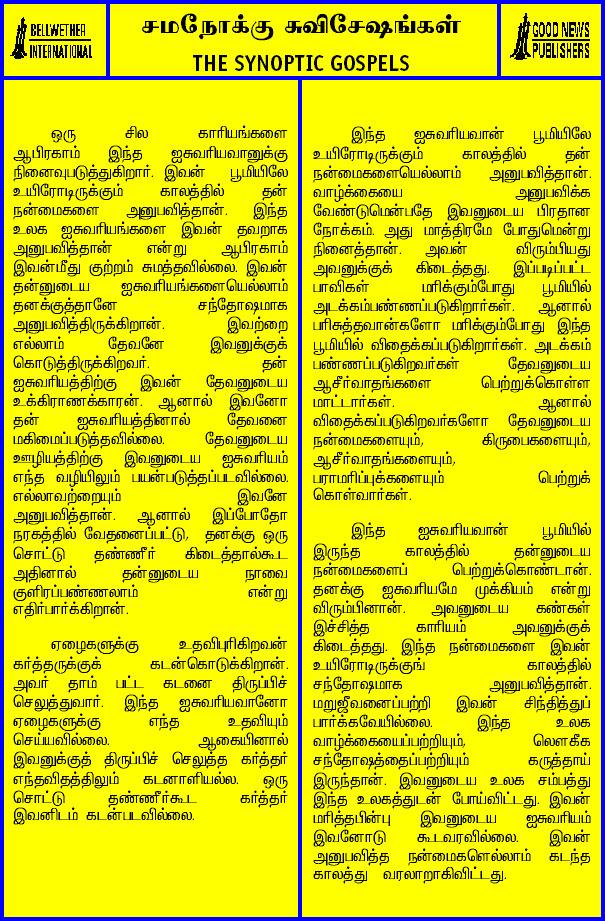 BELLWETHER
INTERNATIONAL
சமநோக்கு சுவிசேஷங்கள்
THE SYNOPTIC GOSPELS
GOOD NEWS
PUBLISHERS
ஒரு சில காரியங்களை
ஆபிரகாம் இந்த ஐசுவரியவானுக்கு
நினைவுபடுத்துகிறார். இவன் பூமியிலே
உயிரோடிருக்கும் காலத்தில் தன்
நன்மைகளை அனுபவித்தான். இந்த
உலக ஐசுவரியங்களை இவன் தவறாக
அனுபவித்தான் என்று ஆபிரகாம்
இவன்மீது குற்றம் சுமத்தவில்லை. இவன்
தன்னுடைய ஐசுவரியங்களையெல்லாம்
தனக்குத்தானே சந்தோஷமாக
அனுபவித்திருக்கிறான். இவற்றை
எல்லாம் தேவனே இவனுக்குக்
கொடுத்திருக்கிறவர். தன்
ஐசுவரியத்திற்கு இவன் தேவனுடைய
உக்கிராணக்காரன். ஆனால் இவனோ
தன் ஐசுவரியத்தினால் தேவனை
மகிமைப்படுத்தவில்லை. தேவனுடைய
ஊழியத்திற்கு இவனுடைய ஐசுவரியம்
எந்த வழியிலும் பயன்படுத்தப்படவில்லை.
எல்லாவற்றையும் இவனே
அனுபவித்தான். ஆனால் இப்போதோ
நரகத்தில் வேதனைப்பட்டு, தனக்கு ஒரு
சொட்டு தண்ணீர் கிடைத்தால்கூட
அதினால் தன்னுடைய நாவை
குளிரப்பண்ணலாம் என்று
எதிர்பார்க்கிறான்.
ஏழைகளுக்கு உதவிபுரிகிறவன்
கர்த்தருக்குக் கடன்கொடுக்கிறான்.
அவர் தாம் பட்ட கடனை திருப்பிச்
செலுத்துவார். இந்த ஐசுவரியவானோ
ஏழைகளுக்கு எந்த உதவியும்
செய்யவில்லை. ஆகையினால்
இவனுக்குத் திருப்பிச் செலுத்த கர்த்தர்
எந்தவிதத்திலும் கடனாளியல்ல. ஒரு
சொட்டு தண்ணீர்கூட கர்த்தர்
இவனிடம் கடன்படவில்லை.
இந்த ஐசுவரியவான் பூமியிலே
உயிரோடிருக்கும் காலத்தில் தன்
நன்மைகளையெல்லாம் அனுபவித்தான்.
வாழ்க்கையை அனுபவிக்க
வேண்டுமென்பதே இவனுடைய பிரதான
நோக்கம். அது மாத்திரமே போதுமென்று
நினைத்தான். அவன் விரும்பியது
அவனுக்குக் கிடைத்தது. இப்படிப்பட்ட
பாவிகள் மரிக்கும்போது பூமியில்
அடக்கம்பண்ணப்படுகிறார்கள். ஆனால்
பரிசுத்தவான்களோ மரிக்கும்போது இந்த
பூமியில் விதைக்கப்படுகிறார்கள். அடக்கம்
பண்ணப்படுகிறவர்கள் தேவனுடைய
ஆசீர்வாதங்களை பெற்றுக்கொள்ள
மாட்டார்கள். ஆனால்
விதைக்கப்படுகிறவர்களோ தேவனுடைய
நன்மைகளையும், கிருபைகளையும்,
ஆசீர்வாதங்களையும்,
பராமரிப்புக்களையும் பெற்றுக்
கொள்வார்கள்.
இந்த ஐசுவரியவான் பூமியில்
இருந்த காலத்தில் தன்னுடைய
நன்மைகளைப் பெற்றுக்கொண்டான்.
தனக்கு ஐசுவரியமே முக்கியம் என்று
விரும்பினான். அவனுடைய கண்கள்
இச்சித்த காரியம் அவனுக்குக்
கிடைத்தது. இந்த நன்மைகளை இவன்
உயிரோடிருக்குங் காலத்தில்
சந்தோஷமாக அனுபவித்தான்.
மறுஜீவனைப்பற்றி இவன் சிந்தித்துப்
பார்க்கவேயில்லை. இந்த உலக
வாழ்க்கையைப்பற்றியும், லௌகீக
சந்தோஷத்தைப்பற்றியும் கருத்தாய்
இருந்தான். இவனுடைய உலக சம்பத்து
இந்த உலகத்துடன் போய்விட்டது. இவன்
மரித்தபின்பு இவனுடைய ஐசுவரியம்
இவனோடு கூடவரவில்லை. இவன்
அனுபவித்த நன்மைகளெல்லாம் கடந்த
காலத்து வரலாறாகிவிட்டது.